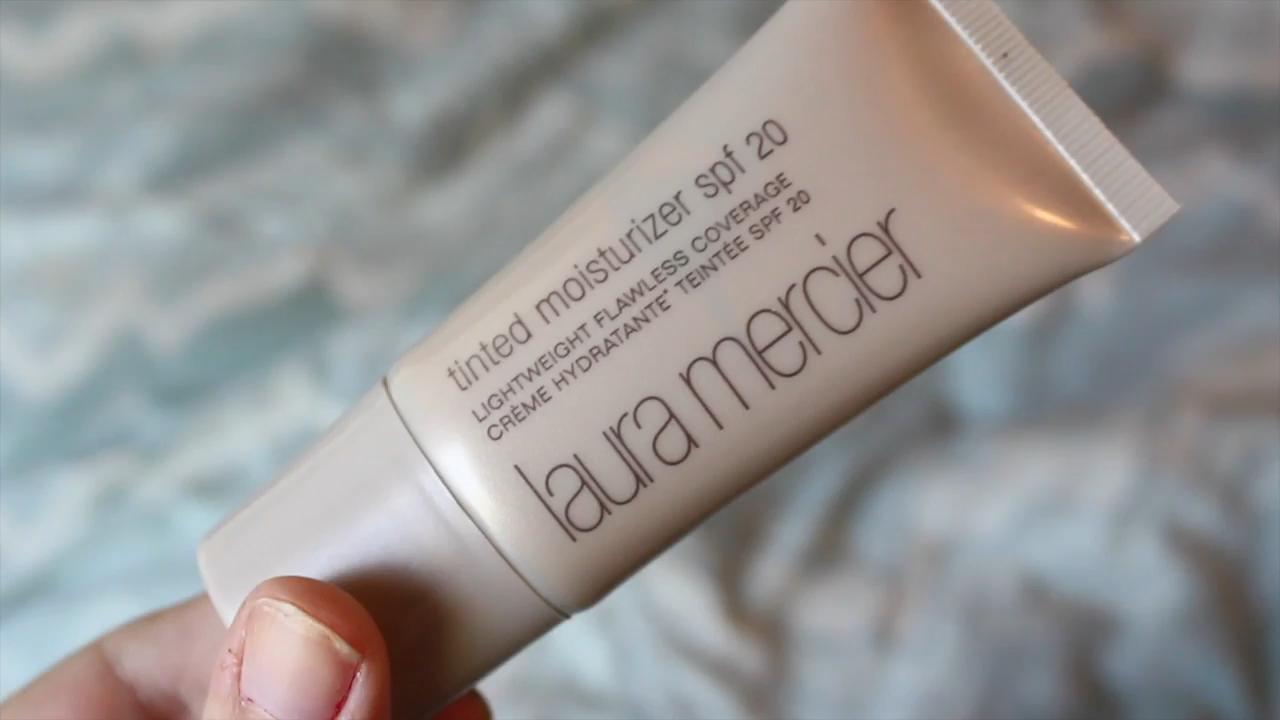 tinted moisturizer spf 20
LIGHTWEIGHT FLAWLESS COVERAGE
CRÈME HYDRATANTE* TEINTÉE SPF 20
laura mercier